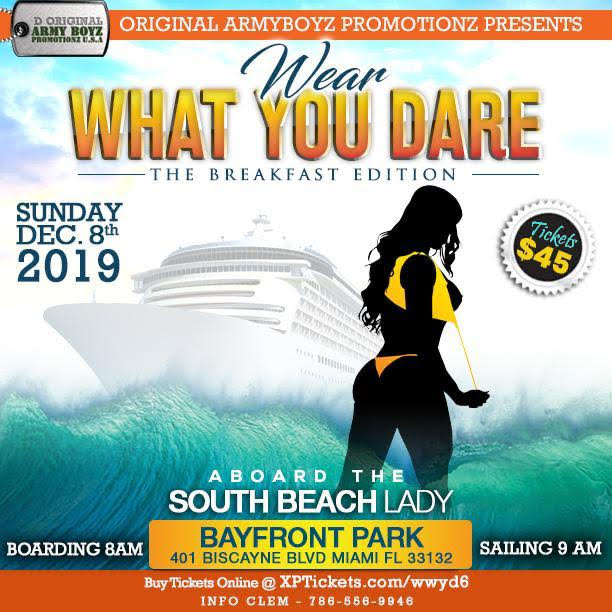 D ORIGINAL
ARMY BOYZ
PROMOTIONZ U.S.A
ORIGINAL ARMYBOYZ PROMOTIONZ PRESENTS
Wear
WHAT YOU DARE
THE BREAKFAST EDITION
SUNDAY
DEC. 8th
2019
Tickets
$45
ABOARD THE
SOUTH BEACH LADY
BAYFRONT PARK
401 BISCAYNE BLVD MIAMI FL 33132
BOARDING 8AM
SAILING 9 AM
Buy Tickets Online @ XPTickets.com/wwyd6
INFO CLEM - 786-556-9946